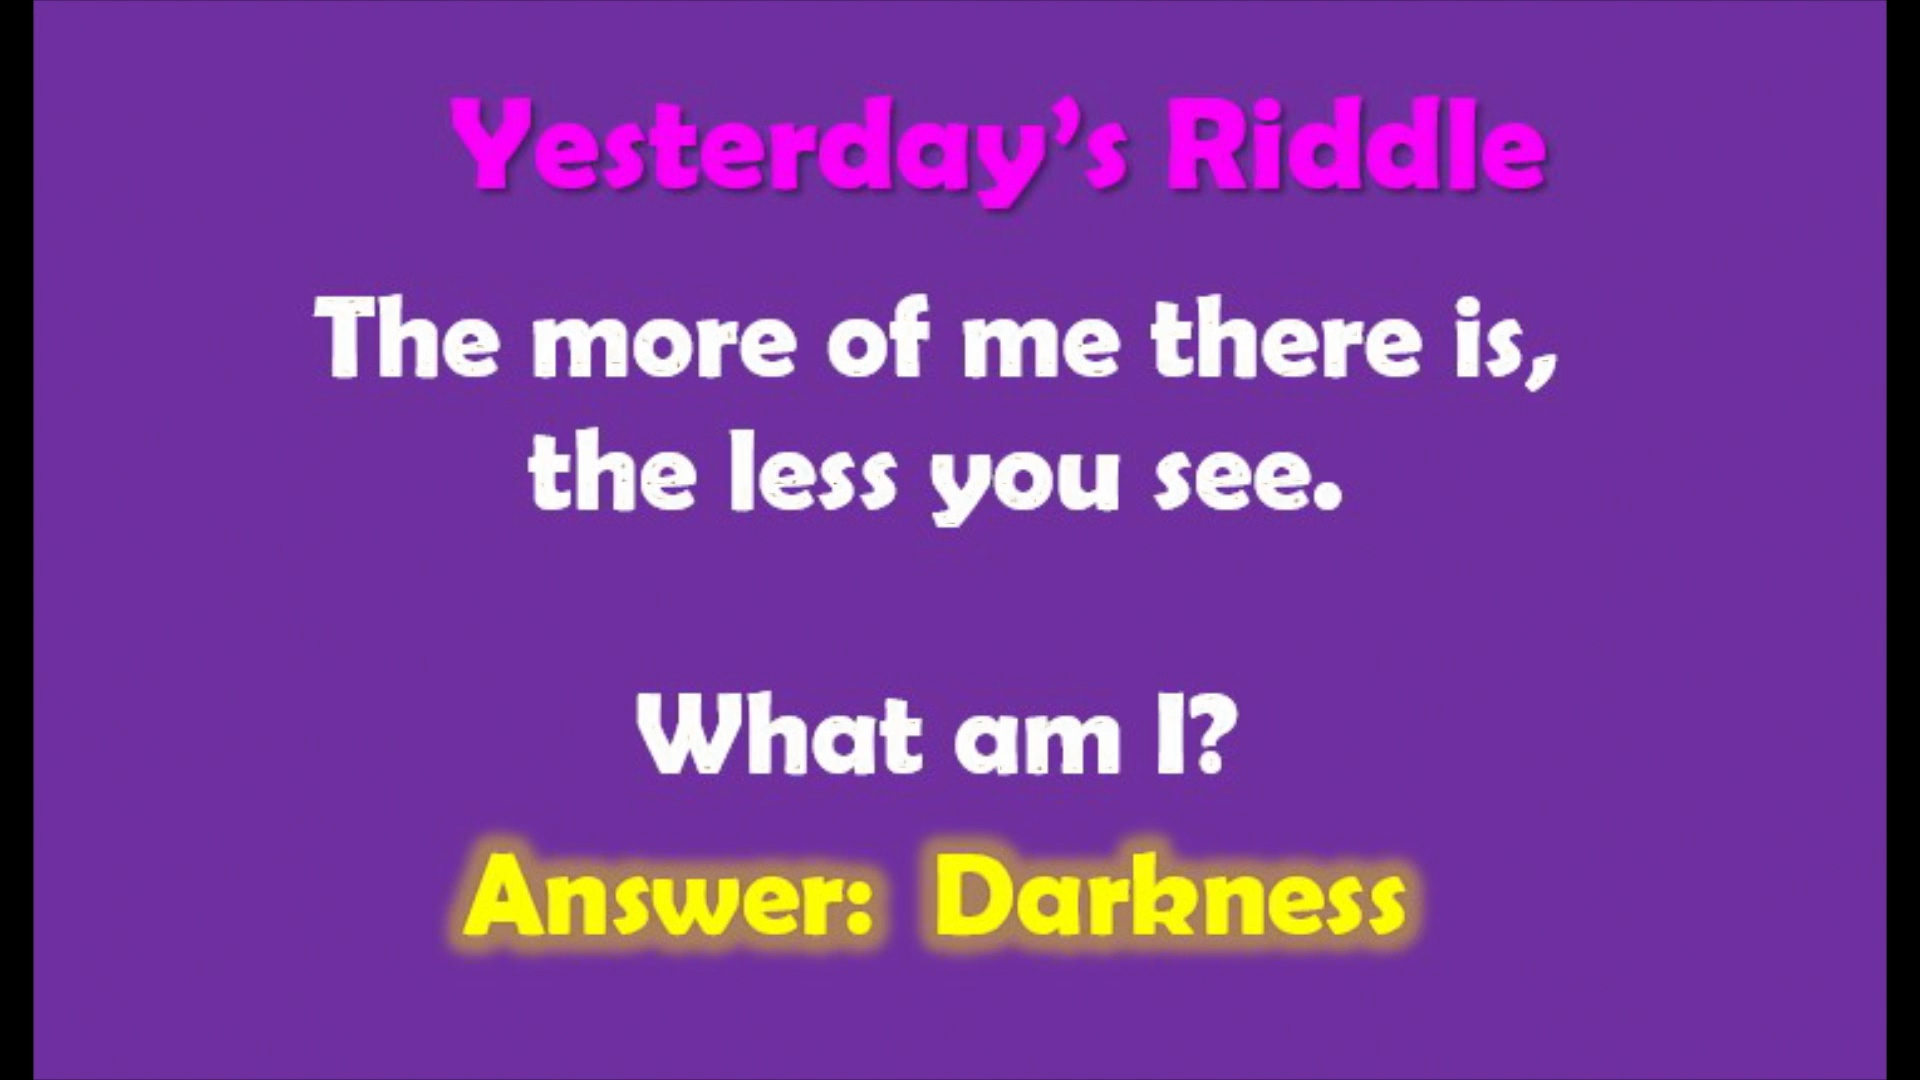 Yesterday’s Riddle
The more of me there is,
the less you see.
What am I?
Answer: Darkness